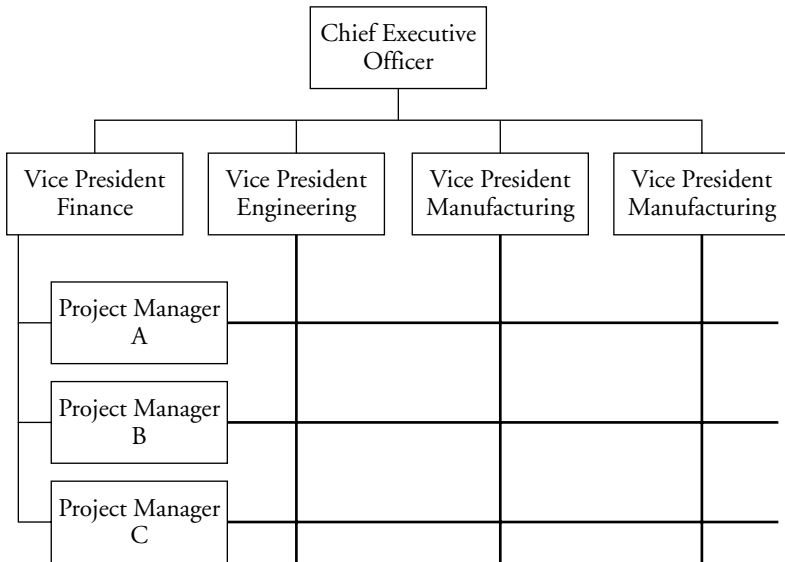 Chief Executive
Officer
Vice President
Finance
Vice President
Engineering
Vice President
Manufacturing
Vice President
Manufacturing
Project Manager
A
Project Manager
B
Project Manager
C